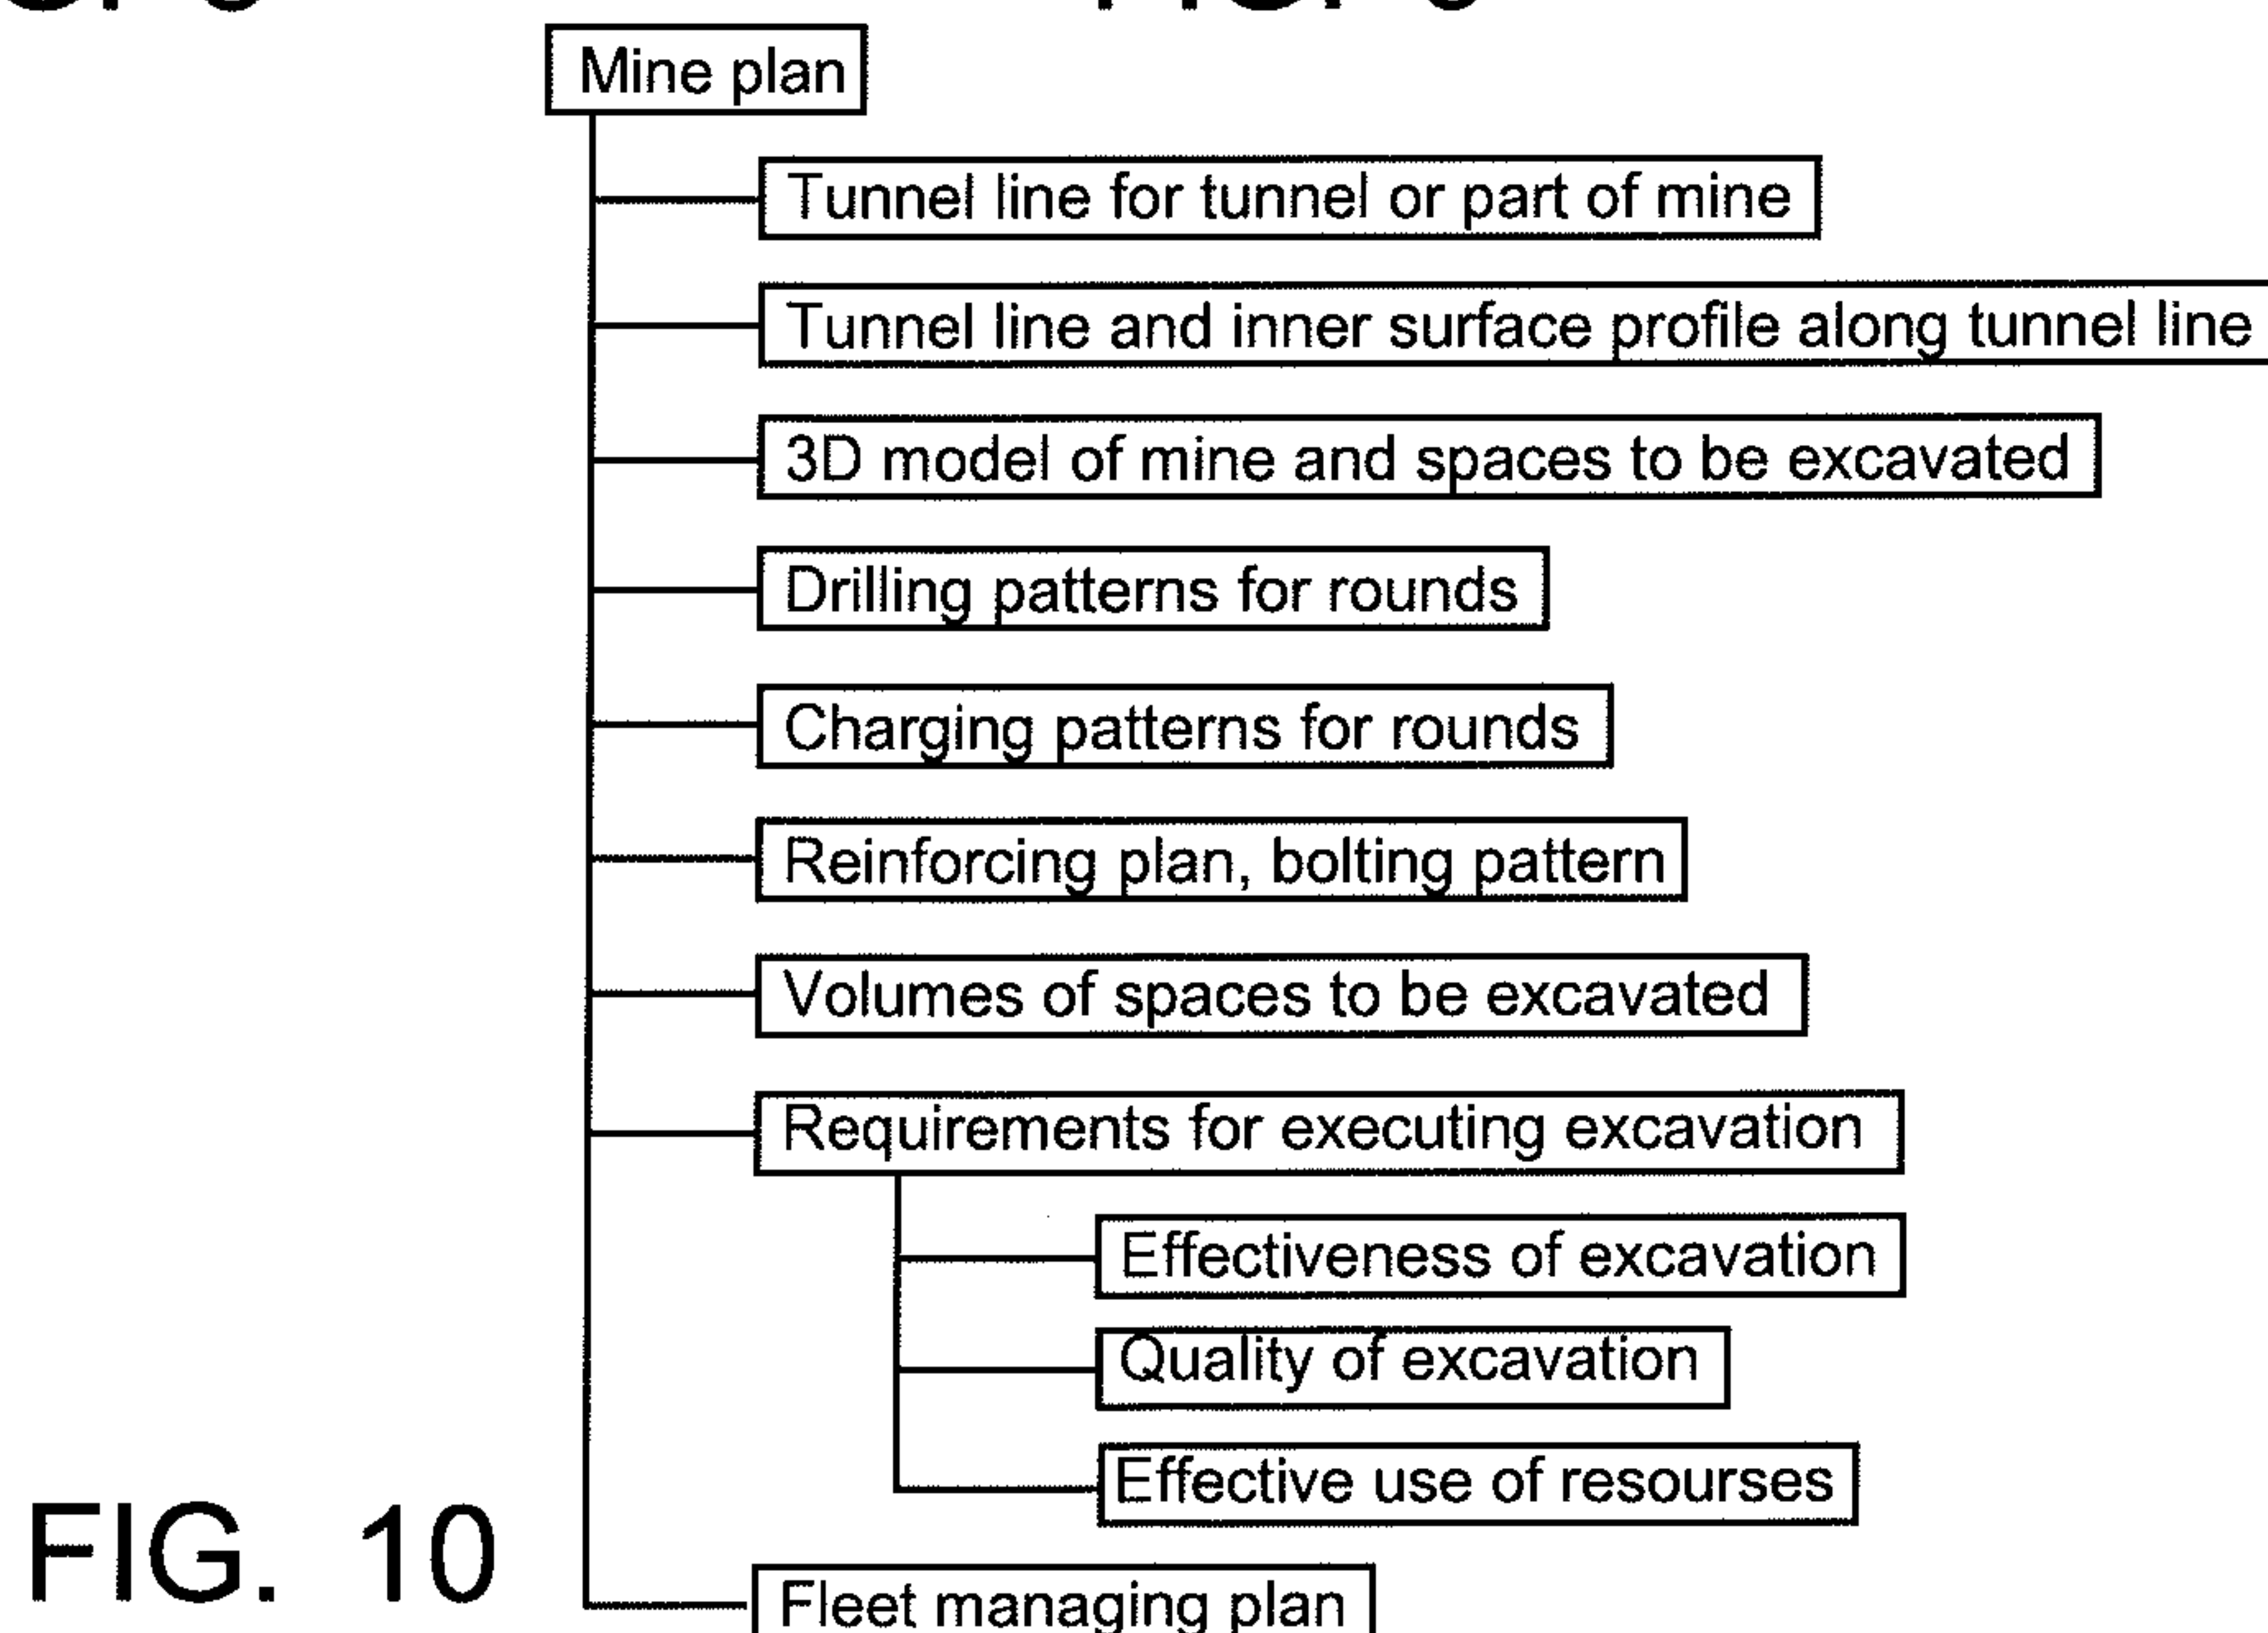 Mine plan
Tunnel line for tunnel or part of mine
Tunnel line and inner surface profile along tunnel line
3D model of mine and spaces to be excavated
Drilling patterns for rounds
Charging patterns for rounds
Reinforcing plan, bolting pattern
Volumes of spaces to be excavated
Requirements for executing excavation
Effectiveness of excavation
Quality of excavation
Effective use of resourses
FIG. 10
Fleet managing plan